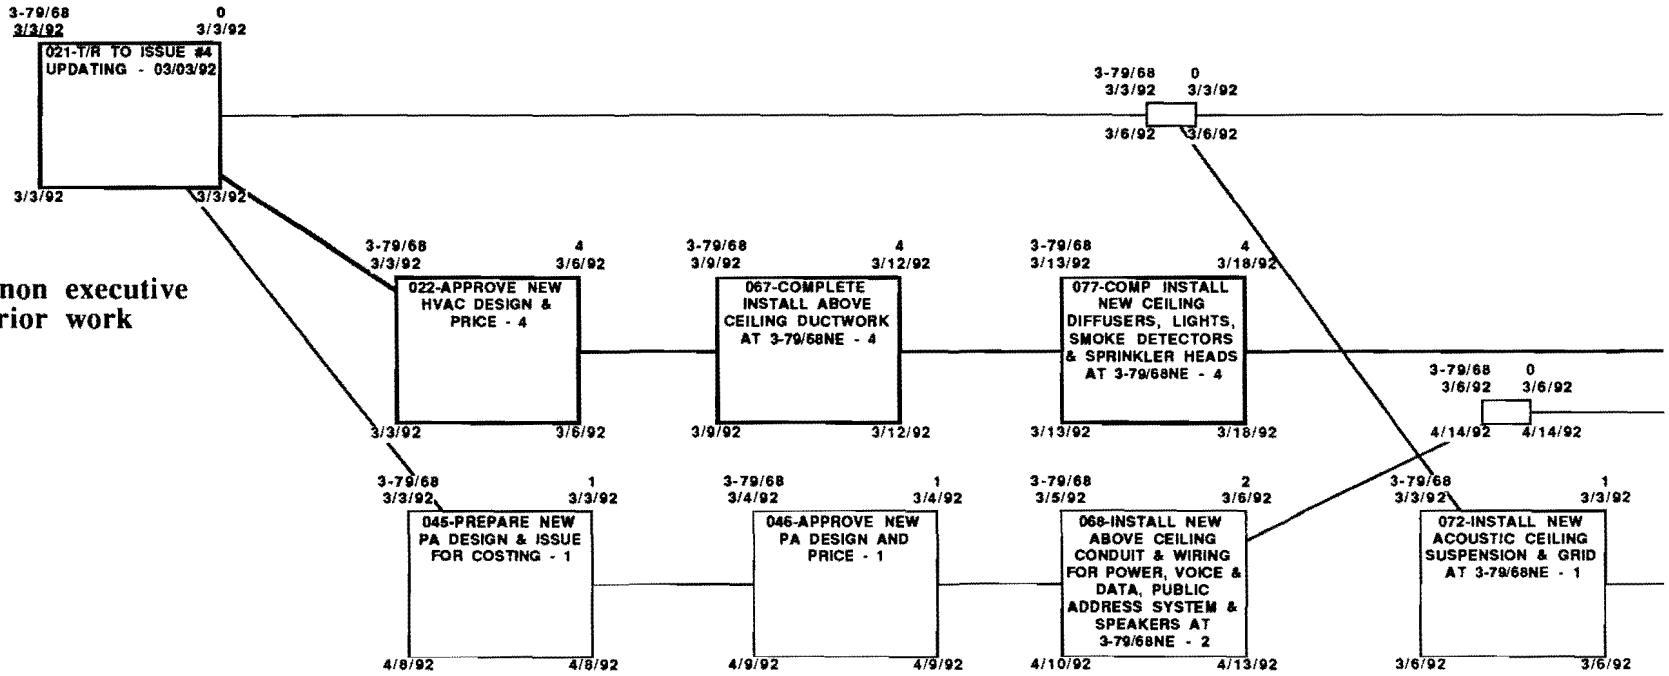 3-79/68 0
3/3/92 3/3/92
021-T/R TO ISSUE #4
UPDATING - 03/03/92
3/3/92 3/3/92
3-79/68 0
3/3/92 3/3/92
3/6/92 3/6/92
non executive
rior work
3-79/68 4
3/3/92 3/6/92
022-APPROVE NEW
HVAC DESIGN &
PRICE - 4
3/3/92 3/6/92
3-79/68 4
3/9/92 3/12/92
067-COMPLETE
INSTALL ABOVE
CEILING DUCTWORK
AT 3-79/68NE - 4
3/9/92 3/12/92
3-79/68 4
3/13/92 3/18/92
077-COMP INSTALL
NEW CEILING
DIFFUSERS, LIGHTS,
SMOKE DETECTORS
& SPRINKLER HEADS
AT 3-79/68NE - 4
3/13/92 3/18/92
3-79/68 0
3/6/92 3/6/92
4/14/92 4/14/92
3-79/68 1
3/3/92 3/3/92
045-PREPARE NEW
PA DESIGN & ISSUE
FOR COSTING - 1
4/8/92 4/8/92
3-79/68 1
3/4/92 3/4/92
046-APPROVE NEW
PA DESIGN AND
PRICE - 1
4/9/92 4/9/92
3-79/68 2
3/5/92 3/6/92
068-INSTALL NEW
ABOVE CEILING
CONDUIT & WIRING
FOR POWER, VOICE &
DATA, PUBLIC
ADDRESS SYSTEM &
SPEAKERS AT
3-79/68NE - 2
4/10/92 4/13/92
3-79/68 1
3/3/92 3/3/92
072-INSTALL NEW
ACOUSTIC CEILING
SUSPENSION & GRID
AT 3-79/68NE - 1
3/6/92 3/6/92